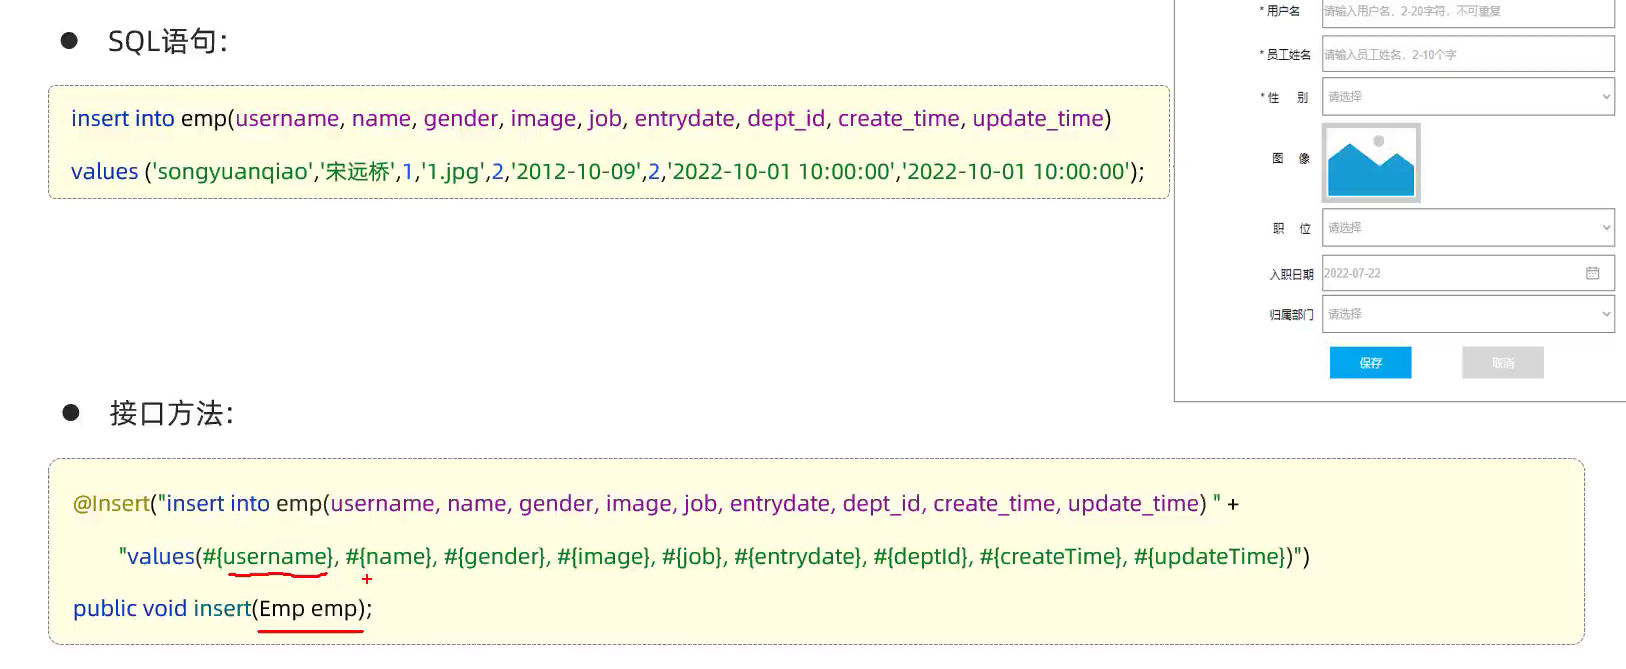 SQL语句：
insert into emp(username, name, gender, image, job, entrydate, dept_id, create_time, update_time)
values ('songyuanqiao','宋远桥',1,'1.jpg',2,'2012-10-09',2,'2022-10-01 10:00:00','2022-10-01 10:00:00');
* 用户名 请输入用户名，2-20字符，不可重复
* 员工姓名 请输入员工姓名，2-10个字
* 性 别 请选择
图 像
职 位 请选择
入职日期 2022-07-22
归属部门 请选择
保存 取消
接口方法：
@Insert("insert into emp(username, name, gender, image, job, entrydate, dept_id, create_time, update_time) " +
"values(#{username}, #{name}, #{gender}, #{image}, #{job}, #{entrydate}, #{deptId}, #{createTime}, #{updateTime})")
public void insert(Emp emp);